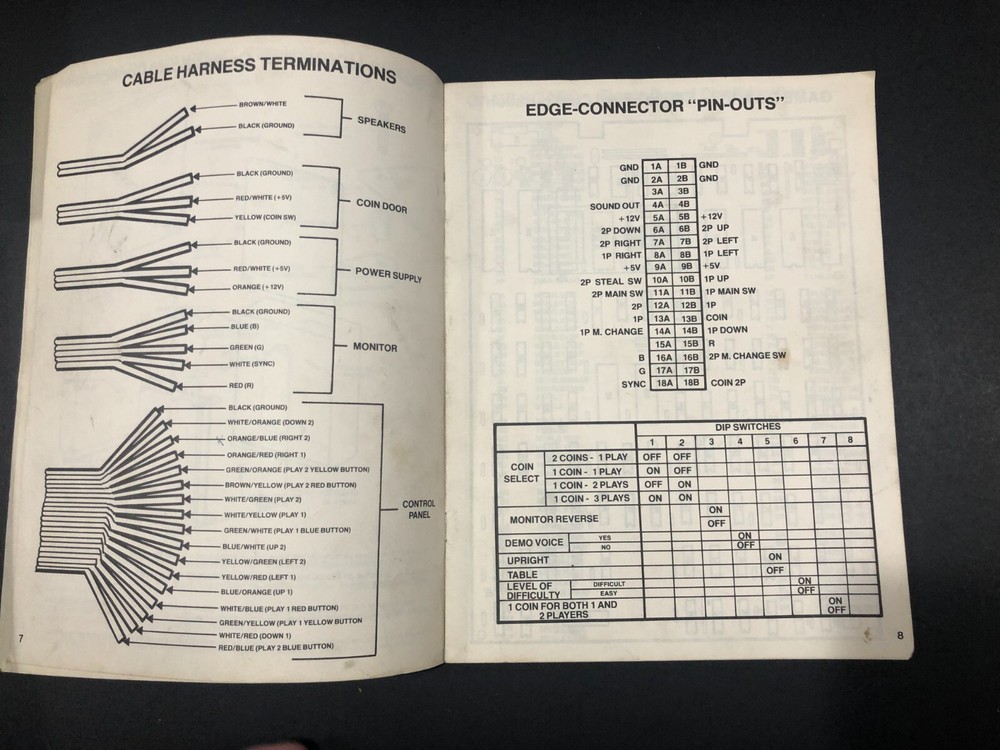 CABLE HARNESS TERMINATIONS
BROWN/WHITE
BLACK (GROUND)
SPEAKERS
BLACK (GROUND)
RED/WHITE (+5V)
YELLOW (COIN SW)
COIN DOOR
BLACK (GROUND)
RED/WHITE (+5V)
ORANGE (+12V)
POWER SUPPLY
BLACK (GROUND)
BLUE (B)
GREEN (G)
WHITE (SYNC)
RED (R)
MONITOR
BLACK (GROUND)
WHITE/ORANGE (DOWN 2)
ORANGE/BLUE (RIGHT 2)
ORANGE/RED (RIGHT 1)
GREEN/ORANGE (PLAY 2 YELLOW BUTTON)
BROWN/YELLOW (PLAY 2 RED BUTTON)
WHITE/GREEN (PLAY 2)
WHITE/YELLOW (PLAY 1)
GREEN/WHITE (PLAY 1 BLUE BUTTON)
BLUE/WHITE (UP 2)
YELLOW/GREEN (LEFT 2)
YELLOW/RED (LEFT 1)
BLUE/ORANGE (UP 1)
WHITE/BLUE (PLAY 1 RED BUTTON)
GREEN/YELLOW (PLAY 1 YELLOW BUTTON
WHITE/RED (DOWN 1)
RED/BLUE (PLAY 2 BLUE BUTTON)
CONTROL
PANEL
7
EDGE-CONNECTOR “PIN-OUTS”
GND 1A 1B GND
GND 2A 2B GND
3A 3B
SOUND OUT 4A 4B
+12V 5A 5B +12V
2P DOWN 6A 6B 2P UP
2P RIGHT 7A 7B 2P LEFT
1P RIGHT 8A 8B 1P LEFT
+5V 9A 9B +5V
2P STEAL SW 10A 10B 1P UP
2P MAIN SW 11A 11B 1P MAIN SW
2P 12A 12B 1P
1P 13A 13B COIN
1P M. CHANGE 14A 14B 1P DOWN
15A 15B R
B 16A 16B 2P M. CHANGE SW
G 17A 17B
SYNC 18A 18B COIN 2P
DIP SWITCHES
1 2 3 4 5 6 7 8
COIN SELECT
2 COINS - 1 PLAY OFF OFF
1 COIN - 1 PLAY ON OFF
1 COIN - 2 PLAYS OFF ON
1 COIN - 3 PLAYS ON ON
MONITOR REVERSE ON
OFF
DEMO VOICE YES ON
NO OFF
UPRIGHT ON
TABLE OFF
LEVEL OF DIFFICULTY DIFFICULT ON
EASY OFF
1 COIN FOR BOTH 1 AND ON
2 PLAYERS OFF
8